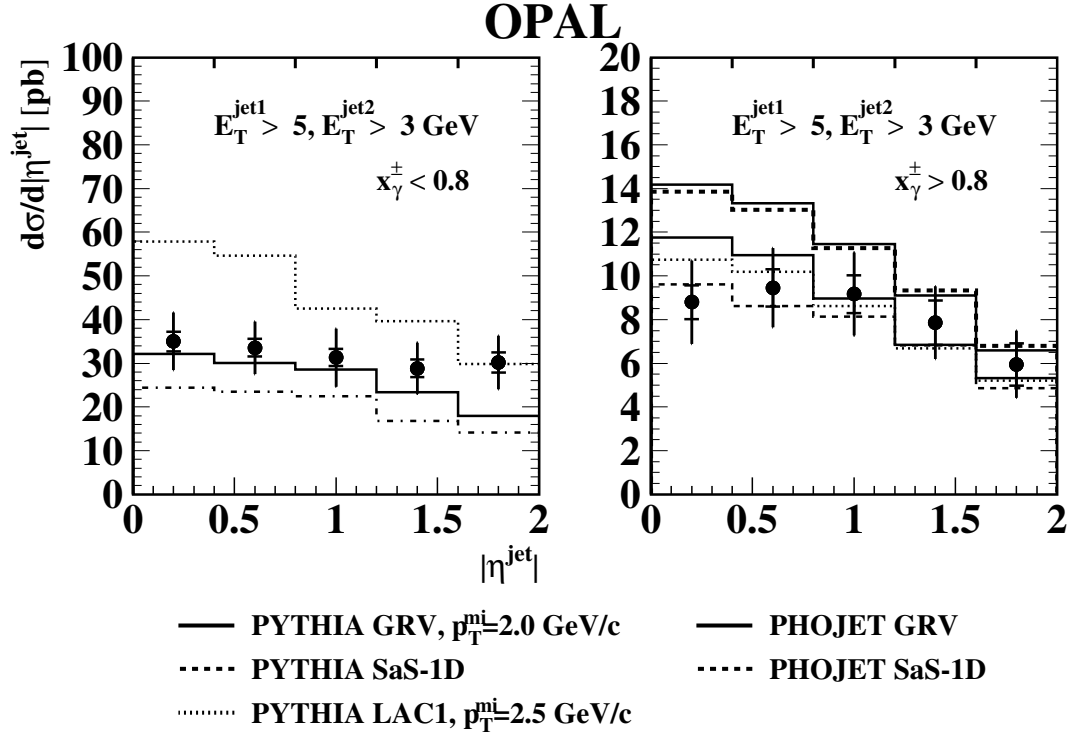 OPAL
dσ/d|η^jet| [pb]
100
90
80
70
60
50
40
30
20
10
0
E_T^jet1 > 5, E_T^jet2 > 3 GeV
x_γ^± < 0.8
0 0.5 1 1.5 2
20
18
16
14
12
10
8
6
4
2
0
E_T^jet1 > 5, E_T^jet2 > 3 GeV
x_γ^± > 0.8
0 0.5 1 1.5 2
|η^jet|
PYTHIA GRV, p_T^mi=2.0 GeV/c
PYTHIA SaS-1D
PYTHIA LAC1, p_T^mi=2.5 GeV/c
PHOJET GRV
PHOJET SaS-1D